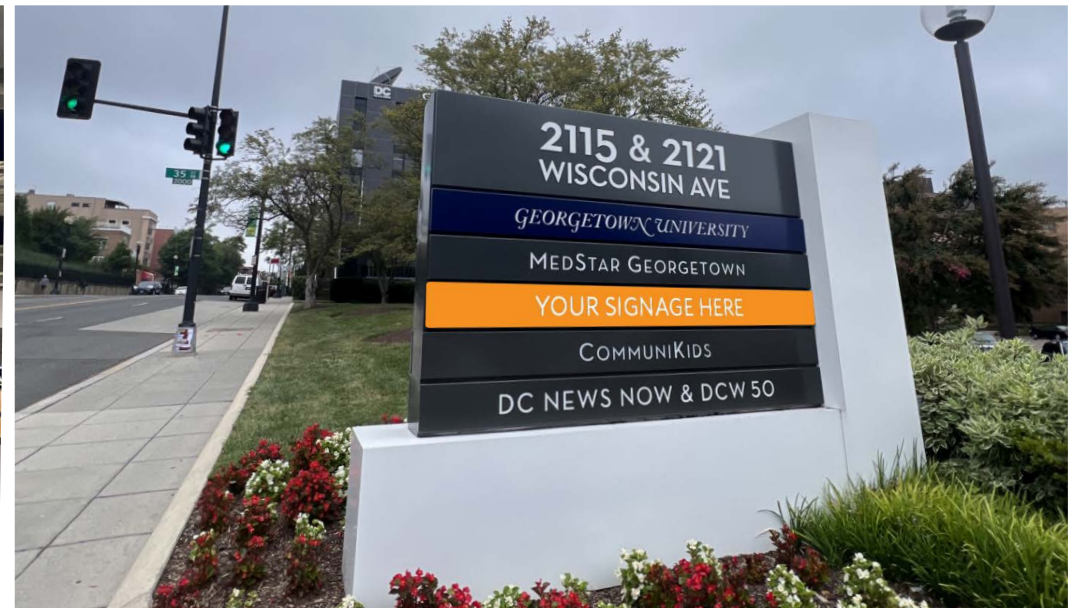 DC
35
2115 & 2121
WISCONSIN AVE
GEORGETOWN UNIVERSITY
MEDSTAR GEORGETOWN
YOUR SIGNAGE HERE
COMMUNIKIDS
DC NEWS NOW & DCW 50